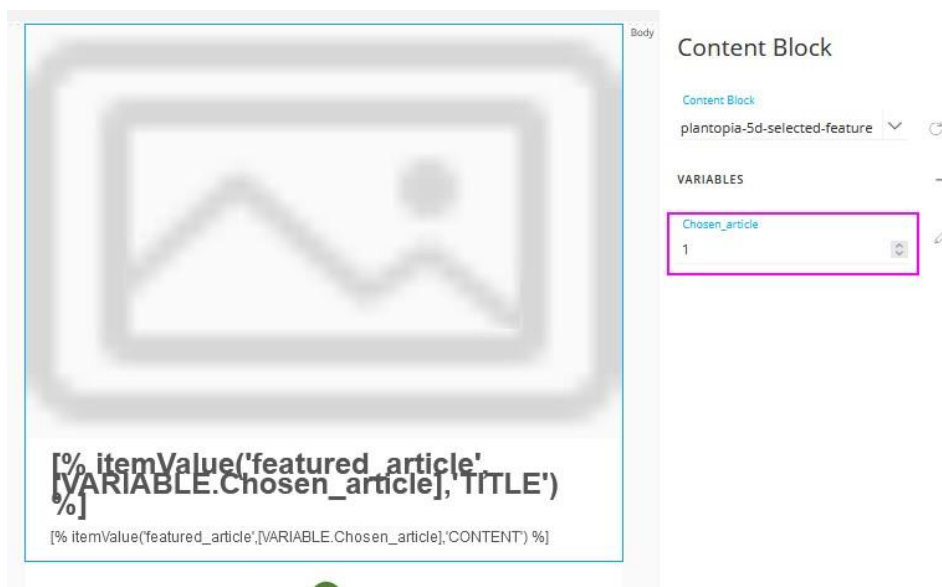 Body
Content Block
Content Block
plantopia-5d-selected-feature
VARIABLES
Chosen_article
1
[% itemValue('featured_article',
[VARIABLE.Chosen_article],'TITLE')
%]
[% itemValue('featured_article',[VARIABLE.Chosen_article],'CONTENT') %]